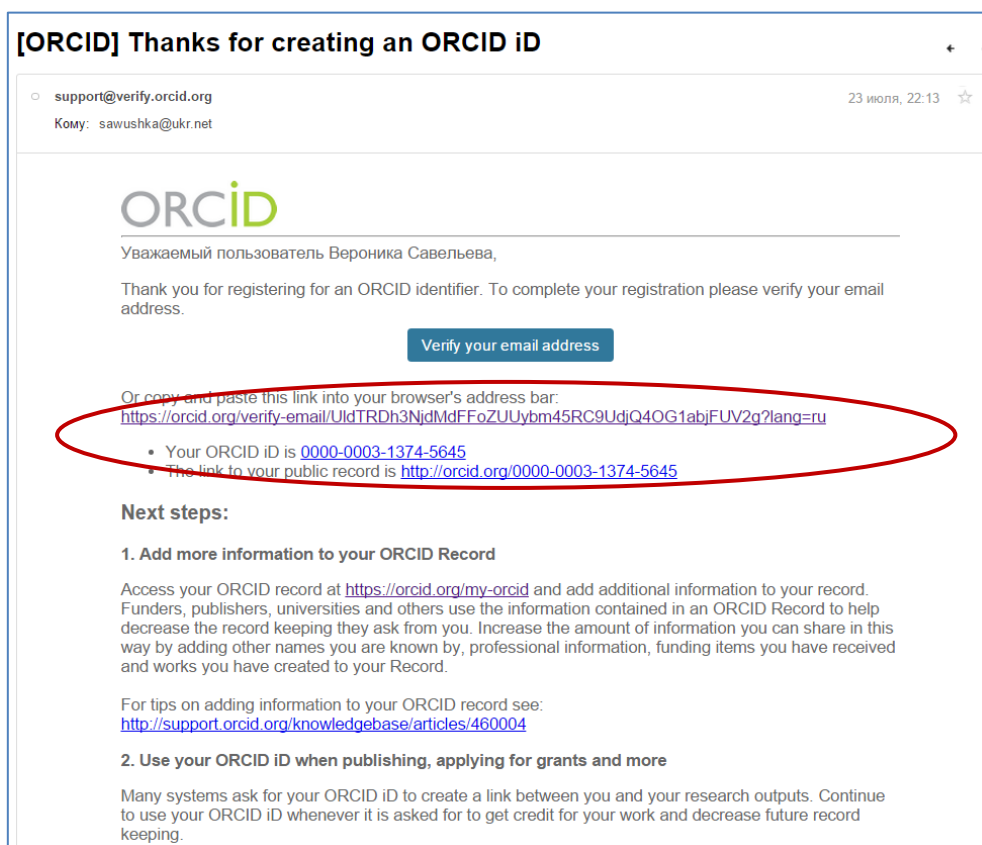 [ORCID] Thanks for creating an ORCID iD
support@verify.orcid.org
23 июля, 22:13
Кому: sawushka@ukr.net
ORCiD
Уважаемый пользователь Вероника Савельева,
Thank you for registering for an ORCID identifier. To complete your registration please verify your email
address.
Verify your email address
Or copy and paste this link into your browser's address bar:
https://orcid.org/verify-email/UldTRDh3NjdMdFFoZUUybm45RC9UdjQ4OG1abjFUV2g?lang=ru
• Your ORCID iD is 0000-0003-1374-5645
• The link to your public record is http://orcid.org/0000-0003-1374-5645
Next steps:
1. Add more information to your ORCID Record
Access your ORCID record at https://orcid.org/my-orcid and add additional information to your record.
Funders, publishers, universities and others use the information contained in an ORCID Record to help
decrease the record keeping they ask from you. Increase the amount of information you can share in this
way by adding other names you are known by, professional information, funding items you have received
and works you have created to your Record.
For tips on adding information to your ORCID record see:
http://support.orcid.org/knowledgebase/articles/460004
2. Use your ORCID iD when publishing, applying for grants and more
Many systems ask for your ORCID iD to create a link between you and your research outputs. Continue
to use your ORCID iD whenever it is asked for to get credit for your work and decrease future record
keeping.